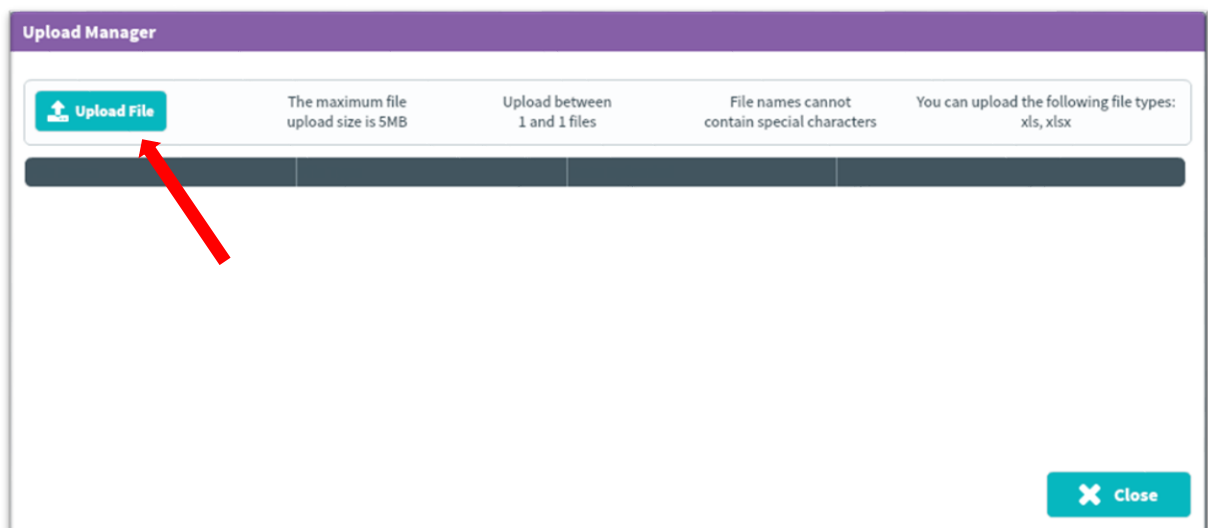 Upload Manager
Upload File
The maximum file
upload size is 5MB
Upload between
1 and 1 files
File names cannot
contain special characters
You can upload the following file types:
xls, xlsx
Close